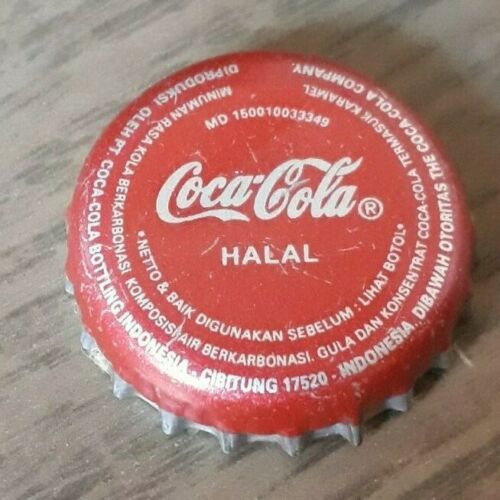 MD 150010033349
Coca-Cola®
HALAL
•NETTO & BAIK DIGUNAKAN SEBELUM : LIHAT BOTOL•
MINUMAN RASA KOLA BERKARBONASI KOMPOSISI:AIR BERKARBONASI. GULA DAN KONSENTRAT COCA-COLA TERMASUK KARAMEL
DIPRODUKSI OLEH PT COCA-COLA BOTTLING INDONESIA - CIBITUNG 17520 - INDONESIA DIBAWAH OTORITAS THE COCA-COLA COMPANY